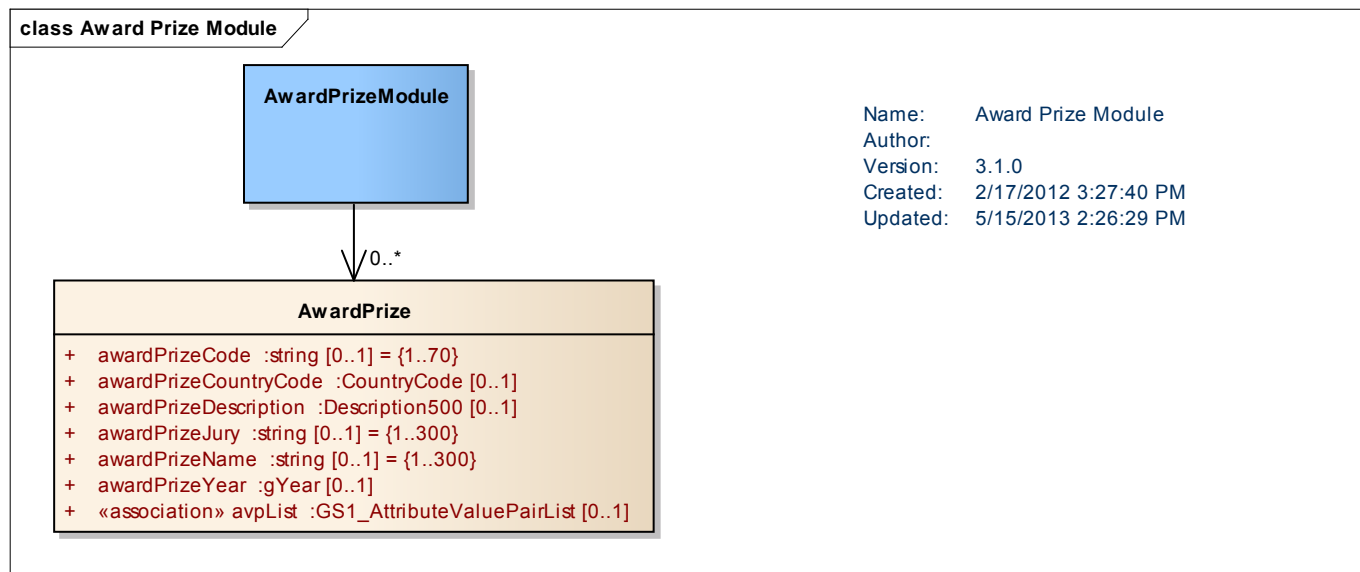 class Award Prize Module
AwardPrizeModule
Name: Award Prize Module
Author:
Version: 3.1.0
Created: 2/17/2012 3:27:40 PM
Updated: 5/15/2013 2:26:29 PM
0..*
AwardPrize
+ awardPrizeCode :string [0..1] = {1..70}
+ awardPrizeCountryCode :CountryCode [0..1]
+ awardPrizeDescription :Description500 [0..1]
+ awardPrizeJury :string [0..1] = {1..300}
+ awardPrizeName :string [0..1] = {1..300}
+ awardPrizeYear :gYear [0..1]
+ «association» avpList :GS1_AttributeValuePairList [0..1]